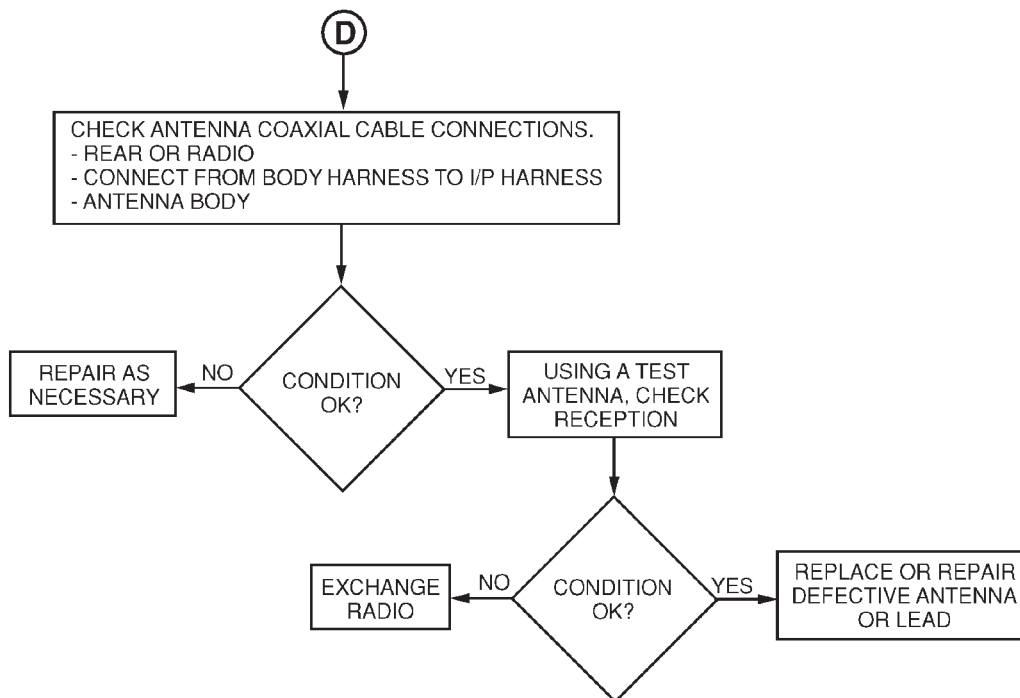 D
CHECK ANTENNA COAXIAL CABLE CONNECTIONS.
- REAR OR RADIO
- CONNECT FROM BODY HARNESS TO I/P HARNESS
- ANTENNA BODY
NO
YES
REPAIR AS
NECESSARY
CONDITION
OK?
USING A TEST
ANTENNA, CHECK
RECEPTION
NO
YES
EXCHANGE
RADIO
CONDITION
OK?
REPLACE OR REPAIR
DEFECTIVE ANTENNA
OR LEAD